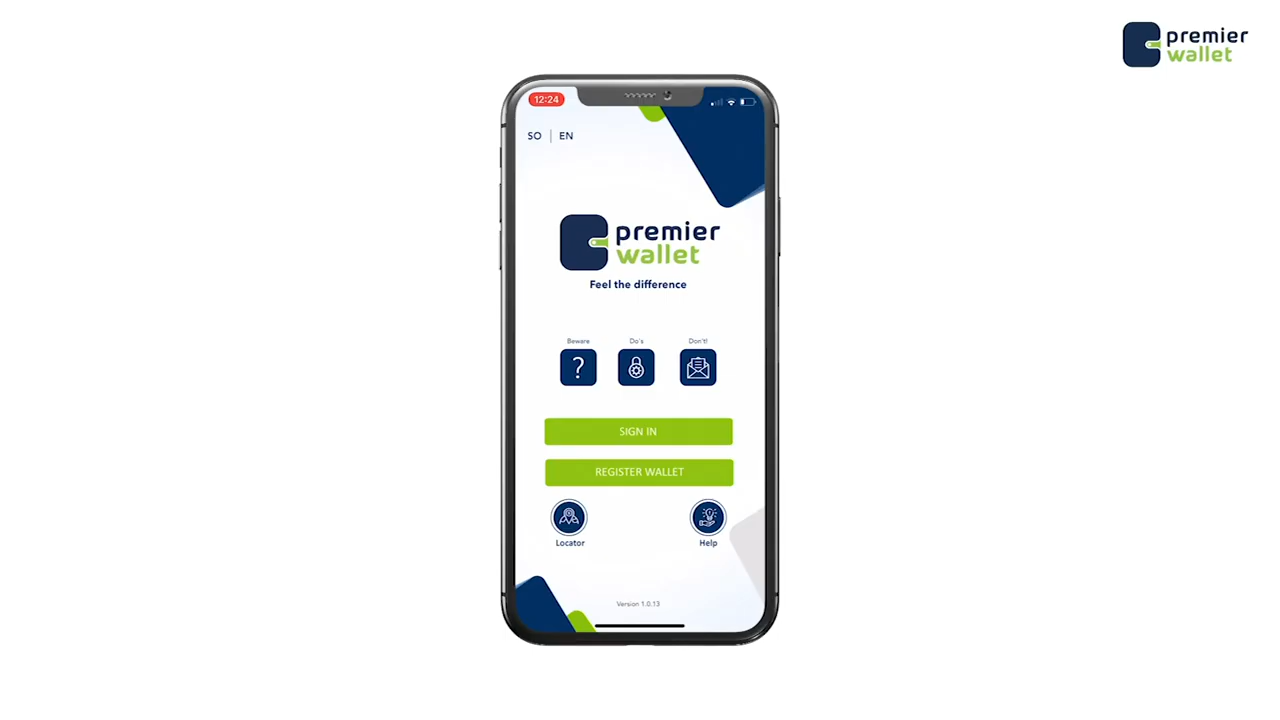 premier
wallet
12:24
SO | EN
premier
wallet
Feel the difference
Beware
Do's
Don't!
SIGN IN
REGISTER WALLET
Locator
Help
Version 1.0.13